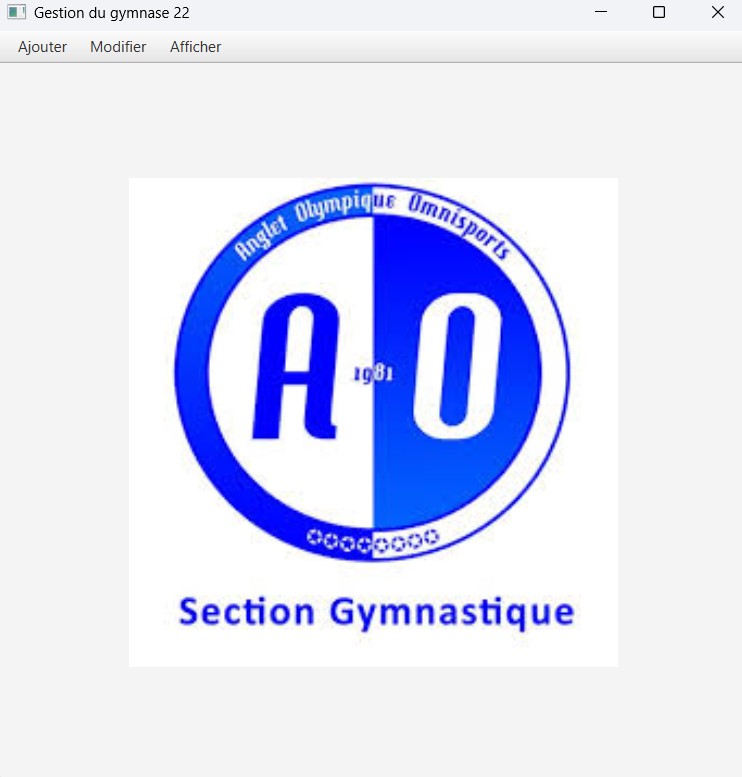 Gestion du gymnase 22
Ajouter Modifier Afficher
Anglet Olympique Omnisports
A O
1981
Section Gymnastique